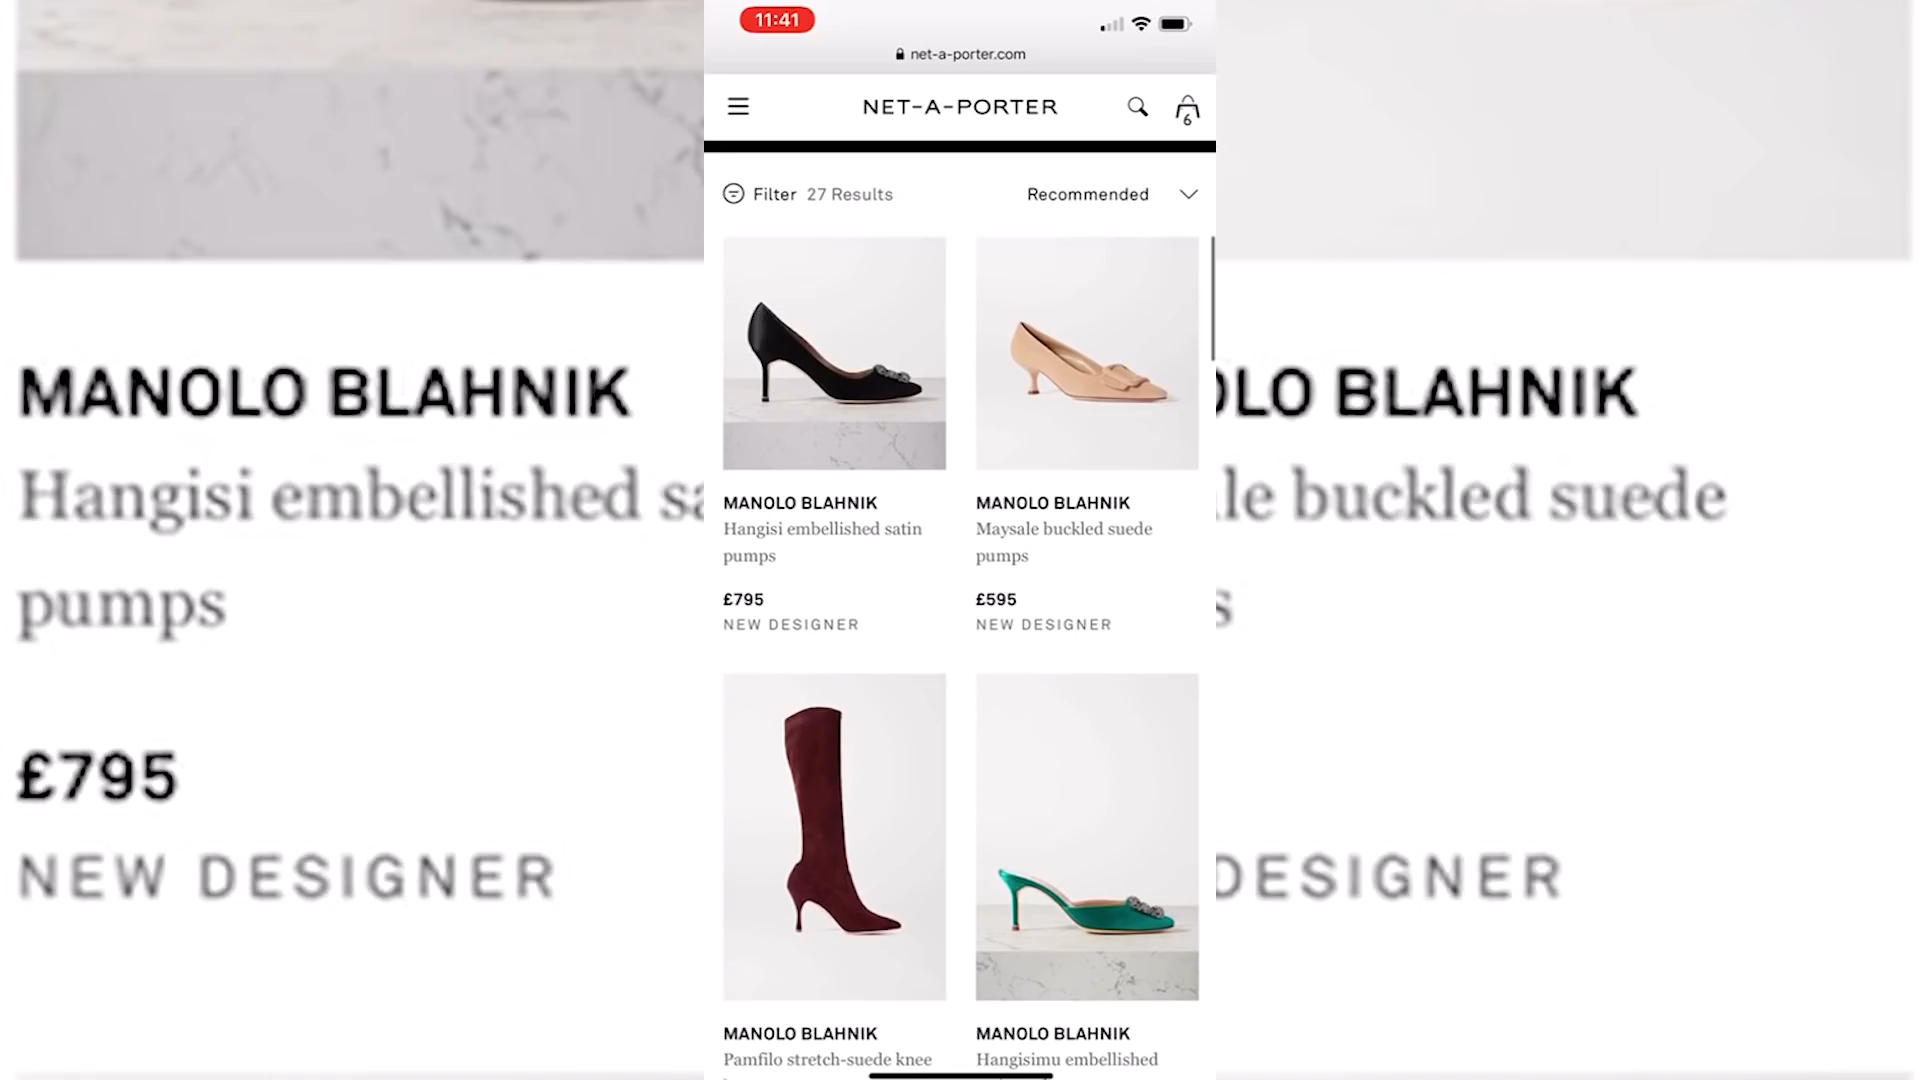 11:41
net-a-porter.com
NET-A-PORTER
6
Filter 27 Results
Recommended
MANOLO BLAHNIK
Hangisi embellished satin
pumps
£795
NEW DESIGNER
MANOLO BLAHNIK
Maysale buckled suede
pumps
£595
NEW DESIGNER
MANOLO BLAHNIK
Pamfilo stretch-suede knee
MANOLO BLAHNIK
Hangisimu embellished
MANOLO BLAHNIK
Hangisi embellished sa
pumps
£795
NEW DESIGNER
OLO BLAHNIK
le buckled suede
s
DESIGNER